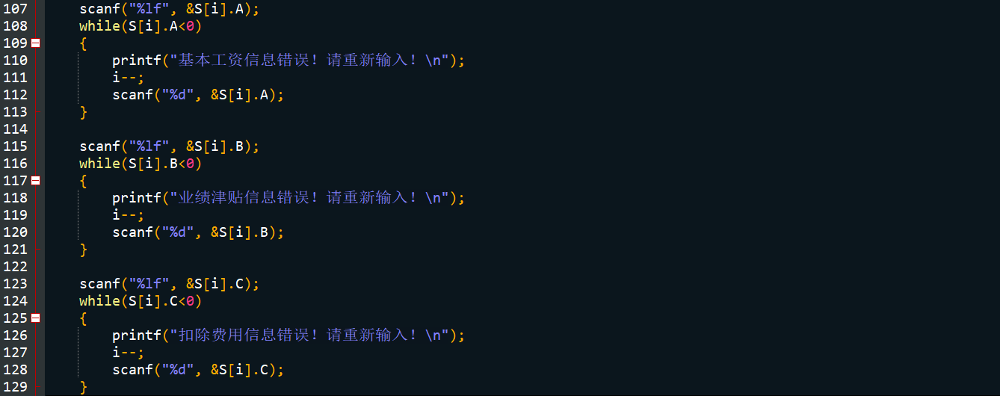 107 scanf("%lf", &S[i].A);
108 while(S[i].A<0)
109 {
110 printf("基本工资信息错误！请重新输入！\n");
111 i--;
112 scanf("%d", &S[i].A);
113 }
114
115 scanf("%lf", &S[i].B);
116 while(S[i].B<0)
117 {
118 printf("业绩津贴信息错误！请重新输入！\n");
119 i--;
120 scanf("%d", &S[i].B);
121 }
122
123 scanf("%lf", &S[i].C);
124 while(S[i].C<0)
125 {
126 printf("扣除费用信息错误！请重新输入！\n");
127 i--;
128 scanf("%d", &S[i].C);
129 }